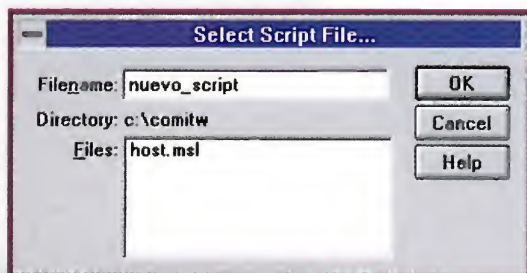 Select Script File...
Filename: nuevo_script
OK
Directory: c:\comitw
Cancel
Files: host.msl
Help